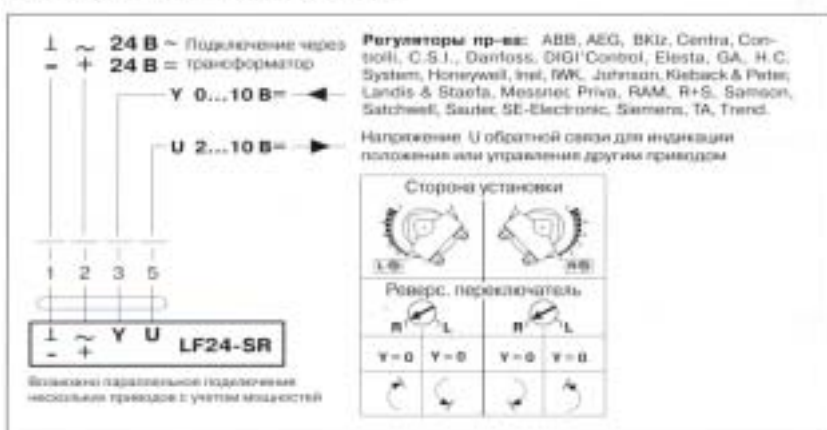 ⊥ ~ 24 В ~ Подключение через
- + 24 В = трансформатор
Y 0...10 В=
U 2...10 В=
1 2 3 5
⊥ ~ Y U
- +
LF24-SR
Возможно параллельное подключение
нескольких приводов с учетом мощностей
Регуляторы пр-ва: ABB, AEG, BKIz, Centra, Con-
trolli, C.S.I., Danfoss, DIGI'Control, Elesta, GA, H.C.
System, Honeywell, Inel, IWK, Johnson, Kieback & Peter,
Landis & Staefa, Messner, Priva, RAM, R+S, Samson,
Satchwell, Sauter, SE-Electronic, Siemens, TA, Trend.
Напряжение U обратной связи для индикации
положения или управления другим приводом
Сторона установки
L R
Реверс. переключатель
R L R L
Y = 0 Y = 0 Y = 0 Y = 0